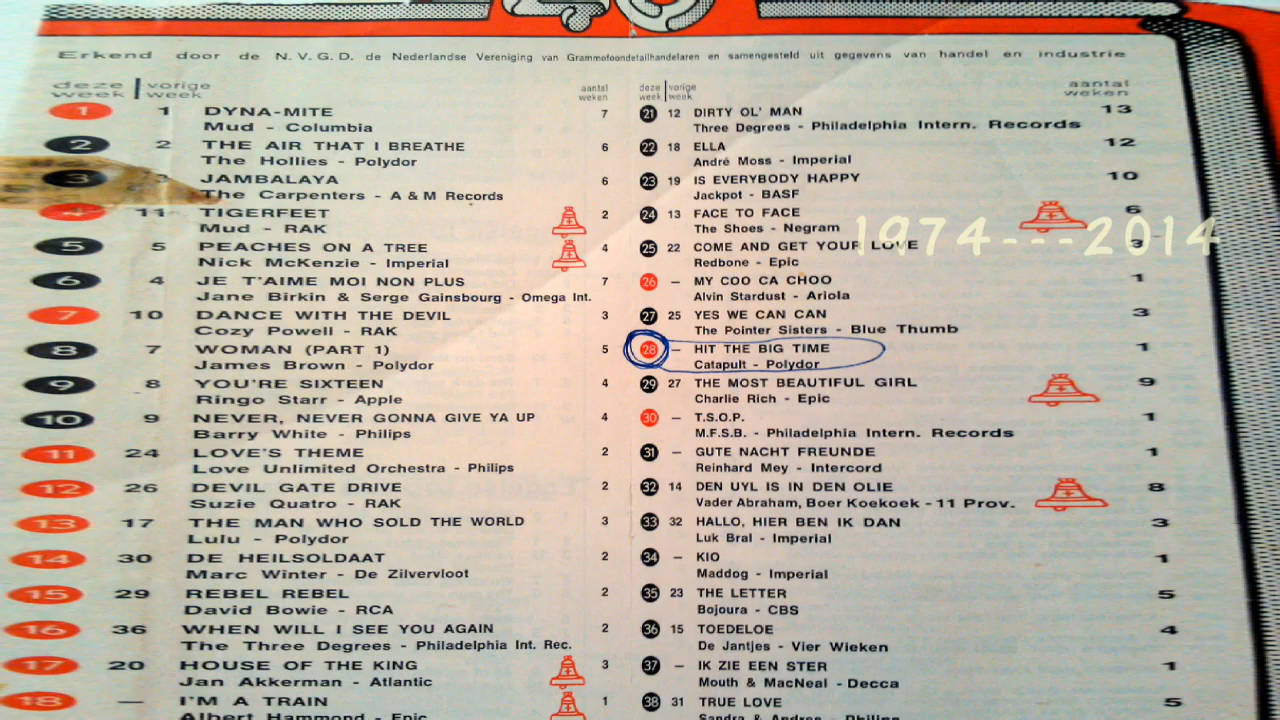 40
Erkend door de N.V.G.D. de Nederlandse Vereniging van Grammofoondetailhandelaren en samengesteld uit gegevens van handel en industrie
deze week | vorige week aantal weken
1 1 DYNA-MITE 7
Mud - Columbia
2 2 THE AIR THAT I BREATHE 6
The Hollies - Polydor
3 JAMBALAYA 6
The Carpenters - A & M Records
4 11 TIGERFEET 2
Mud - RAK
5 5 PEACHES ON A TREE 4
Nick McKenzie - Imperial
6 4 JE T'AIME MOI NON PLUS 7
Jane Birkin & Serge Gainsbourg - Omega Int.
7 10 DANCE WITH THE DEVIL 3
Cozy Powell - RAK
8 7 WOMAN (PART 1) 5
James Brown - Polydor
9 8 YOU'RE SIXTEEN 4
Ringo Starr - Apple
10 9 NEVER, NEVER GONNA GIVE YA UP 4
Barry White - Philips
11 24 LOVE'S THEME 2
Love Unlimited Orchestra - Philips
12 26 DEVIL GATE DRIVE 2
Suzie Quatro - RAK
13 17 THE MAN WHO SOLD THE WORLD 3
Lulu - Polydor
14 30 DE HEILSOLDAAT 2
Marc Winter - De Zilvervloot
15 29 REBEL REBEL 2
David Bowie - RCA
16 36 WHEN WILL I SEE YOU AGAIN 2
The Three Degrees - Philadelphia Int. Rec.
17 20 HOUSE OF THE KING 3
Jan Akkerman - Atlantic
18 — I'M A TRAIN 1
Albert Hammond - Epic
deze week | vorige week aantal weken
21 12 DIRTY OL' MAN 13
Three Degrees - Philadelphia Intern. Records
22 18 ELLA 12
André Moss - Imperial
23 19 IS EVERYBODY HAPPY 10
Jackpot - BASF
24 13 FACE TO FACE 6
The Shoes - Negram
1974---2014
25 22 COME AND GET YOUR LOVE 3
Redbone - Epic
26 — MY COO CA CHOO 1
Alvin Stardust - Ariola
27 25 YES WE CAN CAN 3
The Pointer Sisters - Blue Thumb
28 — HIT THE BIG TIME 1
Catapult - Polydor
29 27 THE MOST BEAUTIFUL GIRL 9
Charlie Rich - Epic
30 — T.S.O.P. 1
M.F.S.B. - Philadelphia Intern. Records
31 — GUTE NACHT FREUNDE 1
Reinhard Mey - Intercord
32 14 DEN UYL IS IN DEN OLIE 8
Vader Abraham, Boer Koekoek - 11 Prov.
33 32 HALLO, HIER BEN IK DAN 3
Luk Bral - Imperial
34 — KIO 1
Maddog - Imperial
35 23 THE LETTER 5
Bojoura - CBS
36 15 TOEDELOE 4
De Jantjes - Vier Wieken
37 — IK ZIE EEN STER 1
Mouth & MacNeal - Decca
38 31 TRUE LOVE 5
Sandra & Andres - Philips